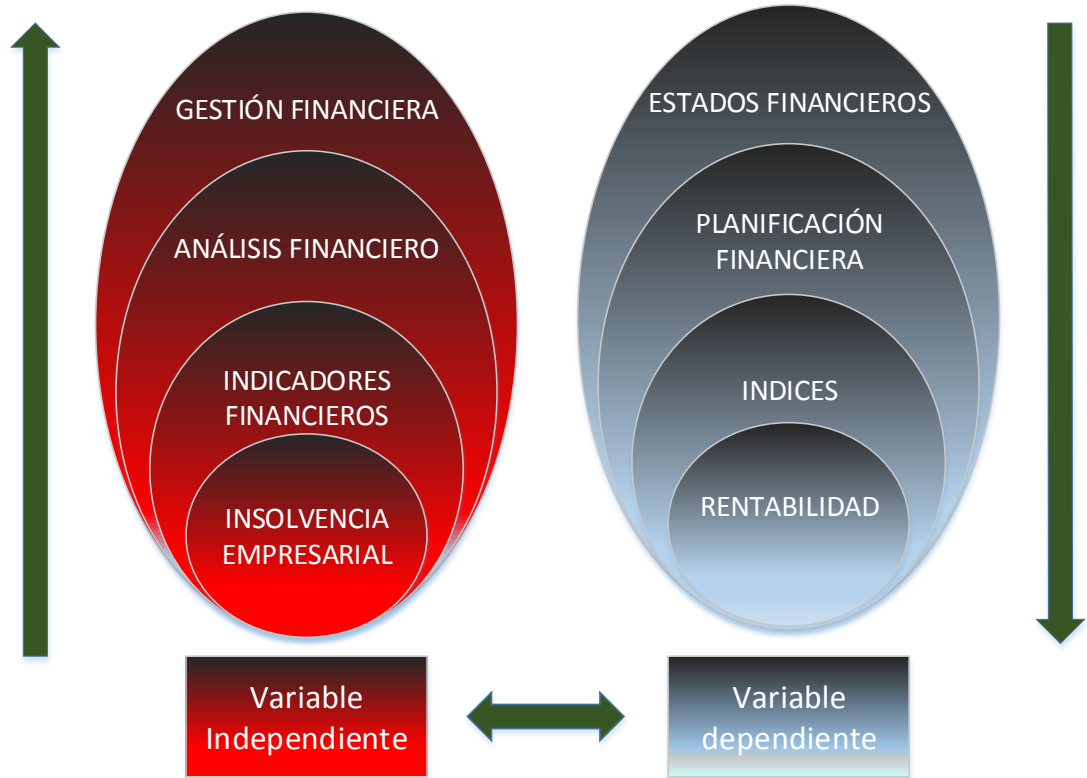 GESTIÓN FINANCIERA
ANÁLISIS FINANCIERO
INDICADORES
FINANCIEROS
INSOLVENCIA
EMPRESARIAL
Variable
Independiente
ESTADOS FINANCIEROS
PLANIFICACIÓN
FINANCIERA
INDICES
RENTABILIDAD
Variable
dependiente